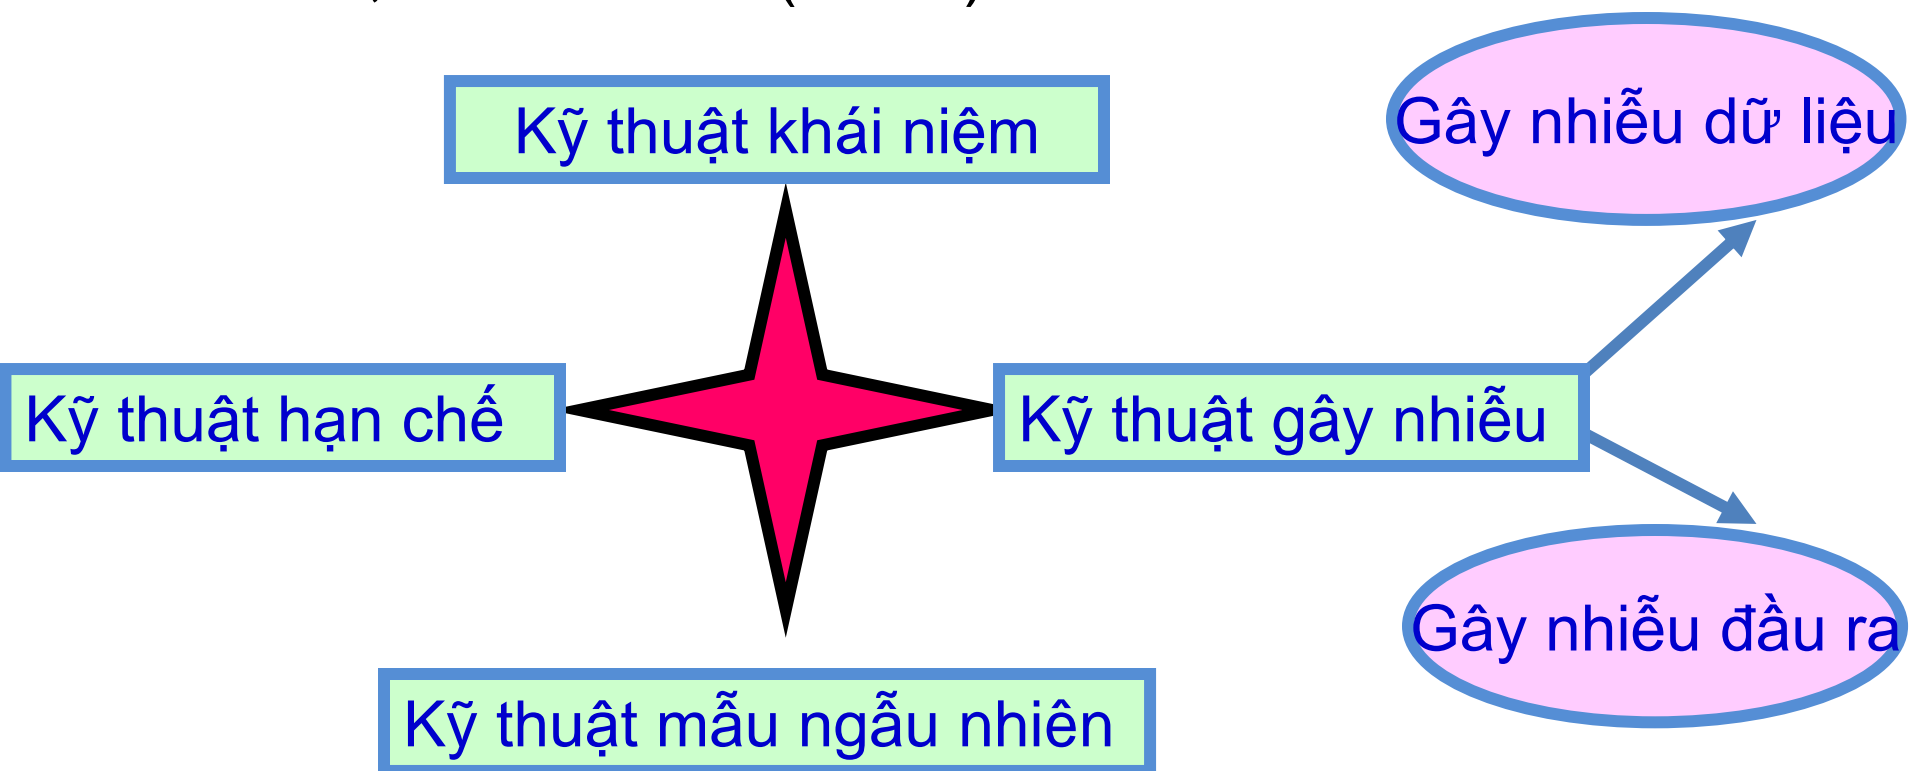 Kỹ thuật khái niệm
Gây nhiễu dữ liệu
Kỹ thuật hạn chế
Kỹ thuật gây nhiễu
Gây nhiễu đầu ra
Kỹ thuật mẫu ngẫu nhiên